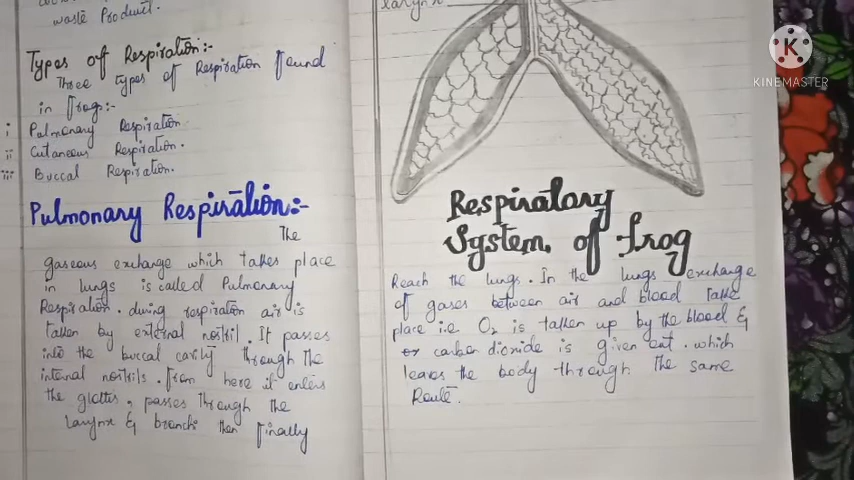 waste Product.
Types of Respiration:-
Three types of Respiration found
in frog:-
i Pulmonary Respiration
ii Cutaneous Respiration.
iii Buccal Respiration.
Pulmonary Respiration:-
The
gaseous exchange which takes place
in lungs is called Pulmonary
Respiration. during respiration air is
taken by external nostril. It passes
into the buccal cavity through the
internal nostrils. from here it enters
the glottis, passes through the
Larynx & bronchi then finally
Larynx
Respiratory
System of frog
Reach the lungs. In the lungs exchange
of gases between air and blood take
place i.e O₂ is taken up by the blood &
or carbon dioxide is given out. which
leaves the body through the same
Route.
KINEMASTER